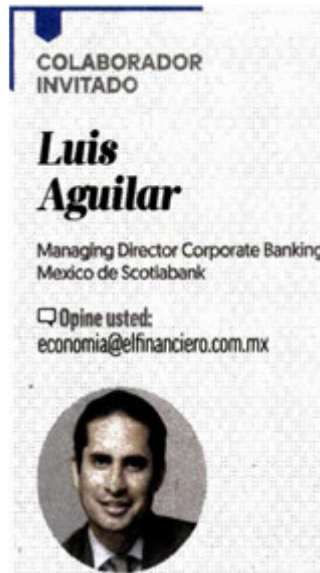 COLABORADOR
INVITADO
Luis
Aguilar
Managing Director Corporate Banking
Mexico de Scotiabank
Opine usted:
economia@elfinanciero.com.mx